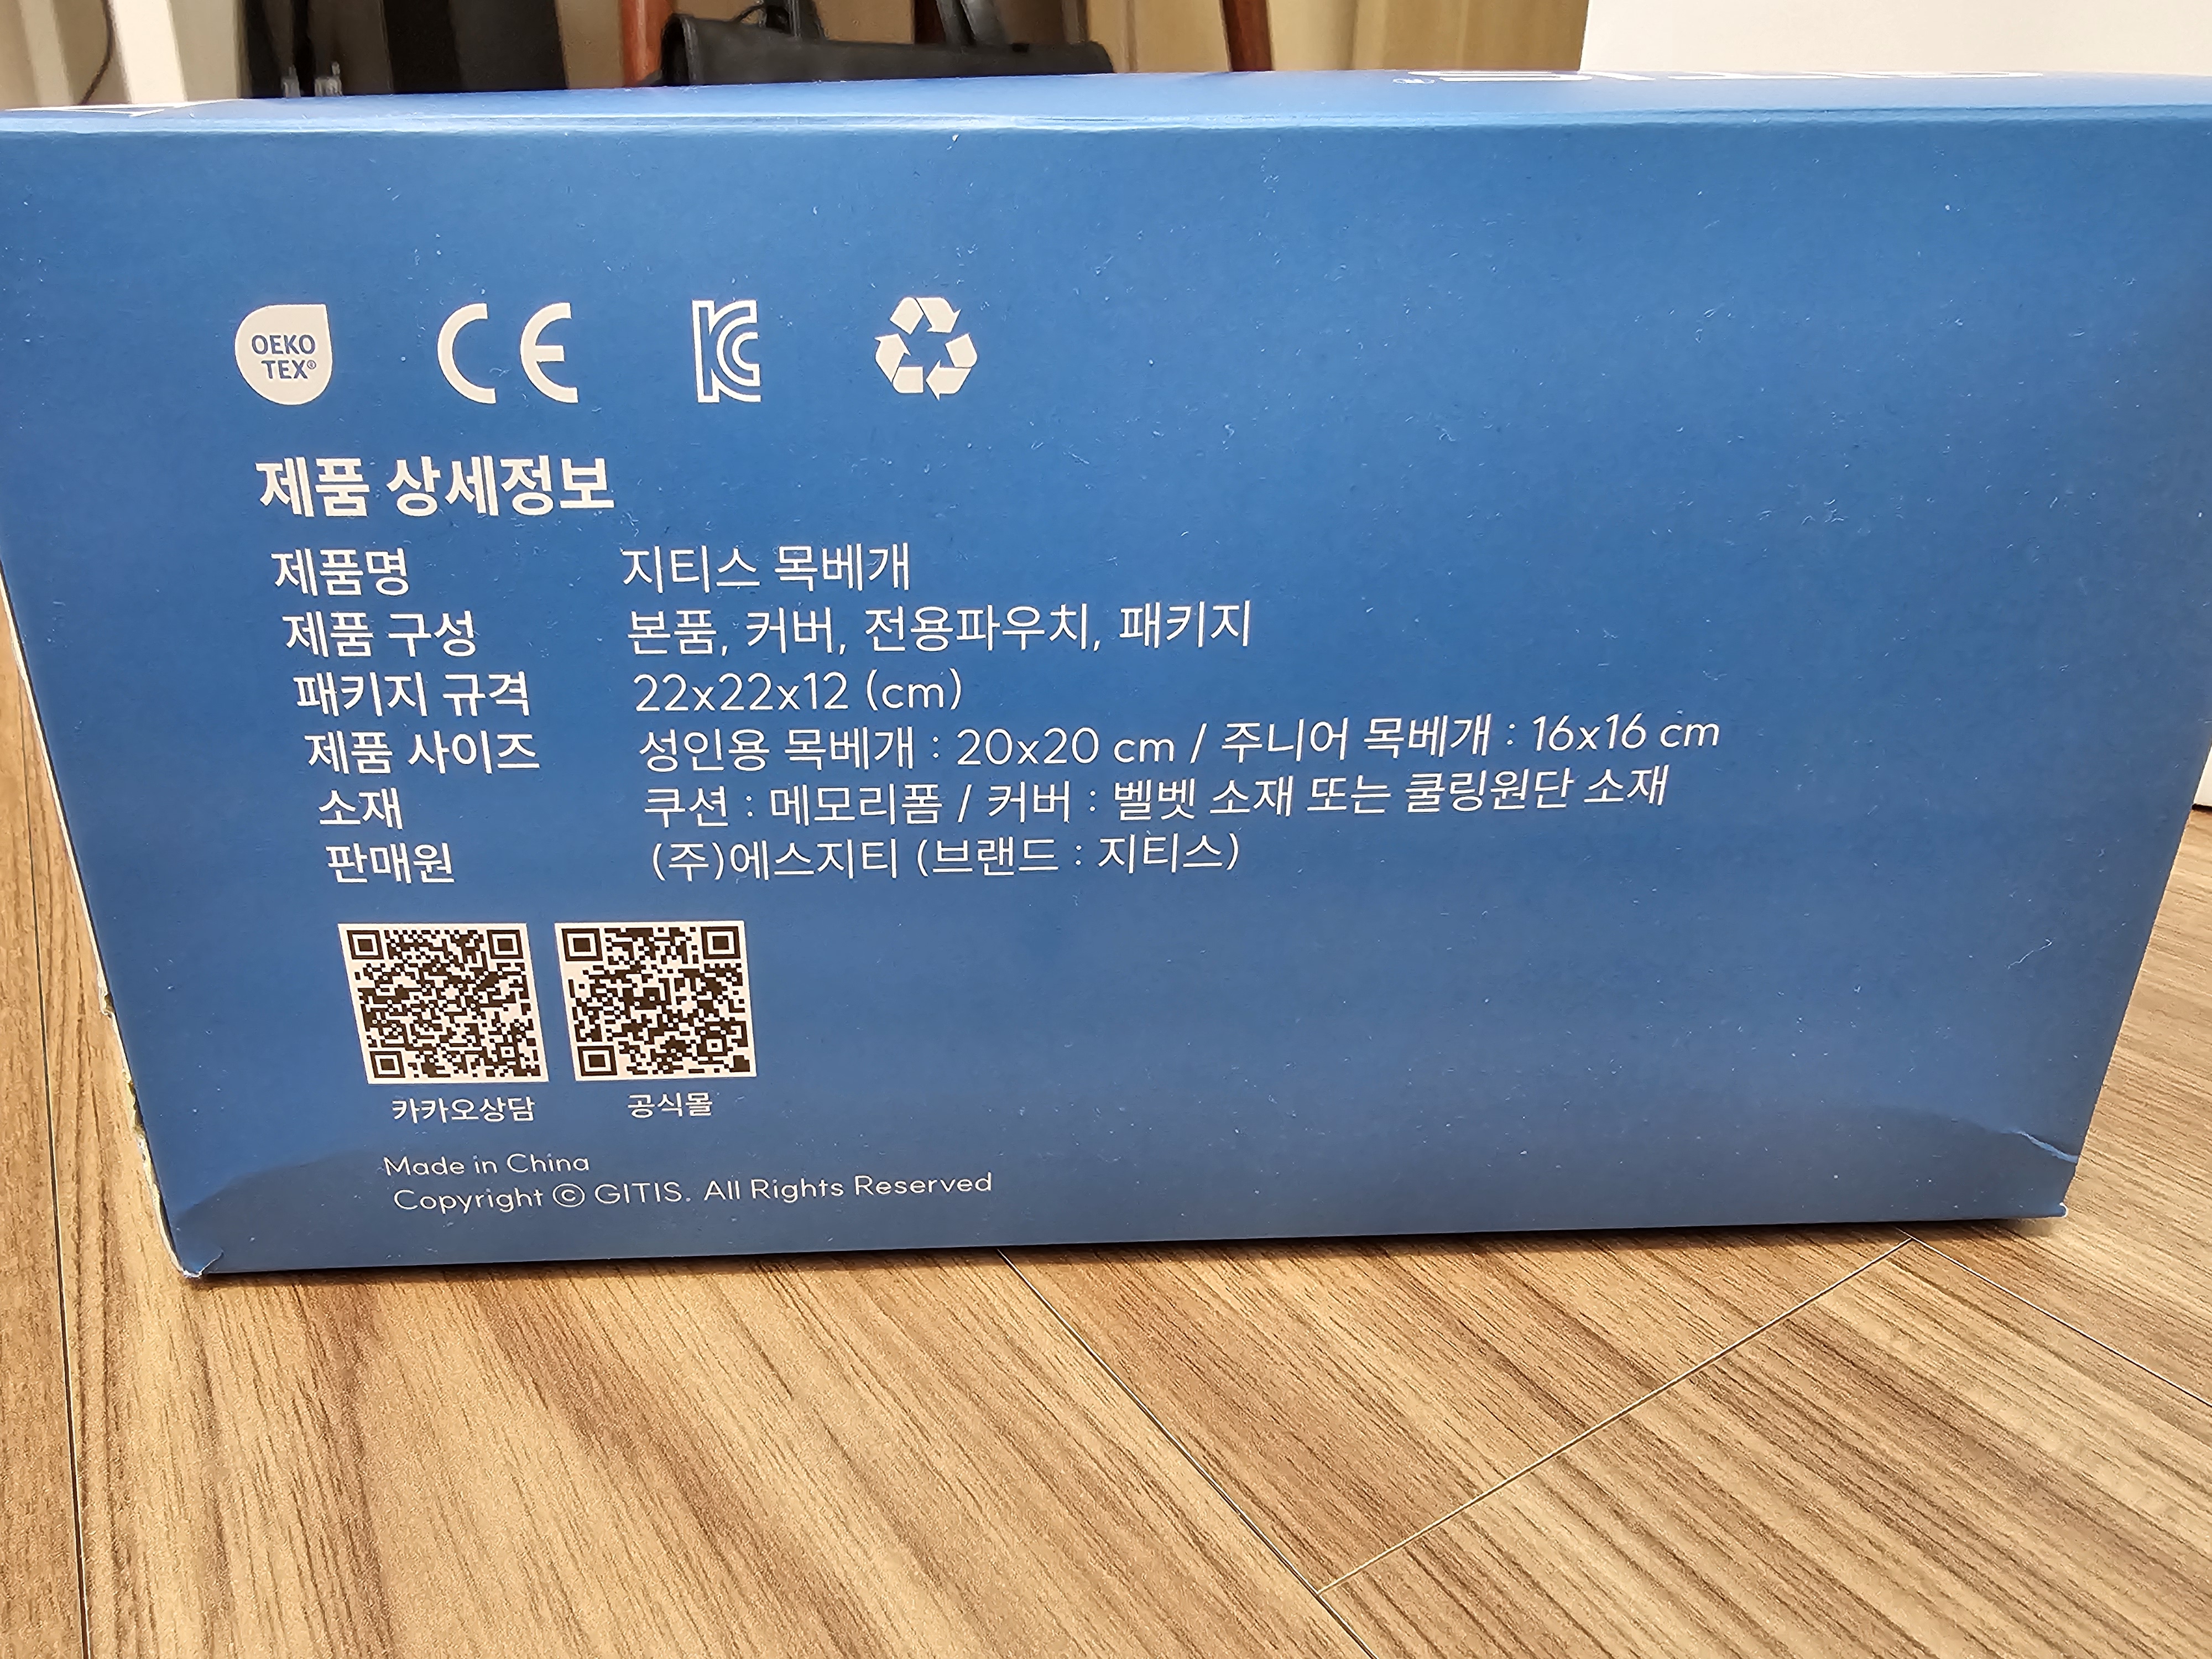 OEKO
TEX®
CE
KC
제품 상세정보
제품명 지티스 목베개
제품 구성 본품, 커버, 전용파우치, 패키지
패키지 규격 22x22x12 (cm)
제품 사이즈 성인용 목베개 : 20x20 cm / 주니어 목베개 : 16x16 cm
소재 쿠션 : 메모리폼 / 커버 : 벨벳 소재 또는 쿨링원단 소재
판매원 (주)에스지티 (브랜드 : 지티스)
카카오상담 공식몰
Made in China
Copyright © GITIS. All Rights Reserved